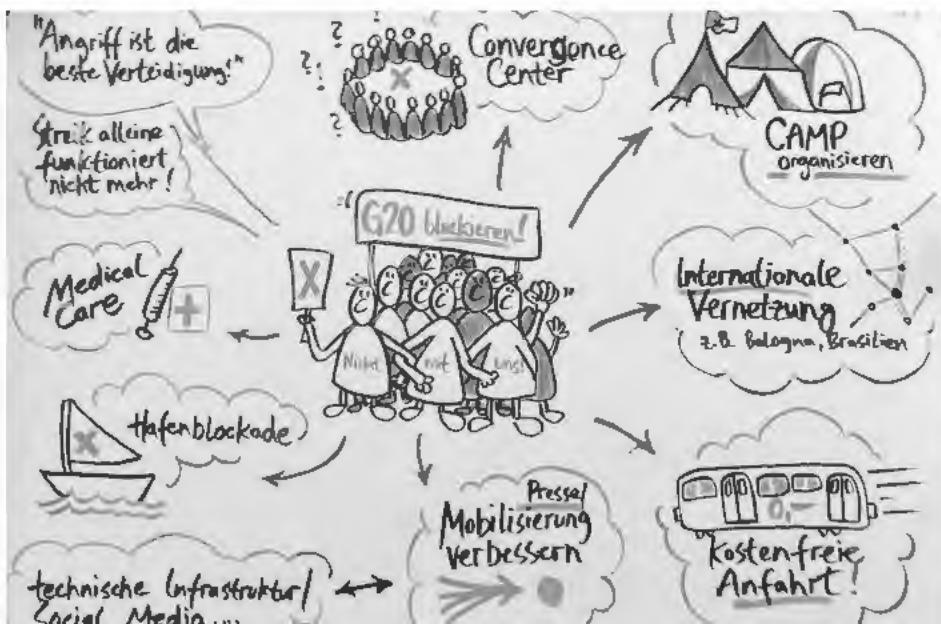 "Angriff ist die
beste Verteidigung!"
Streik alleine
funktioniert
nicht mehr!
? ! ? ? ? ?
X
Convergence
Center
CAMP
organisieren
"G20 blockieren!"
X
Nicht mit uns!
Medical
Care
+
Internationale
Vernetzung
z.B. Bologna, Brasilien
Hafenblockade
X
Presse/
Mobilisierung
verbessern
0,-
kostenfreie
Anfahrt!
technische Infrastruktur/
Social Media....